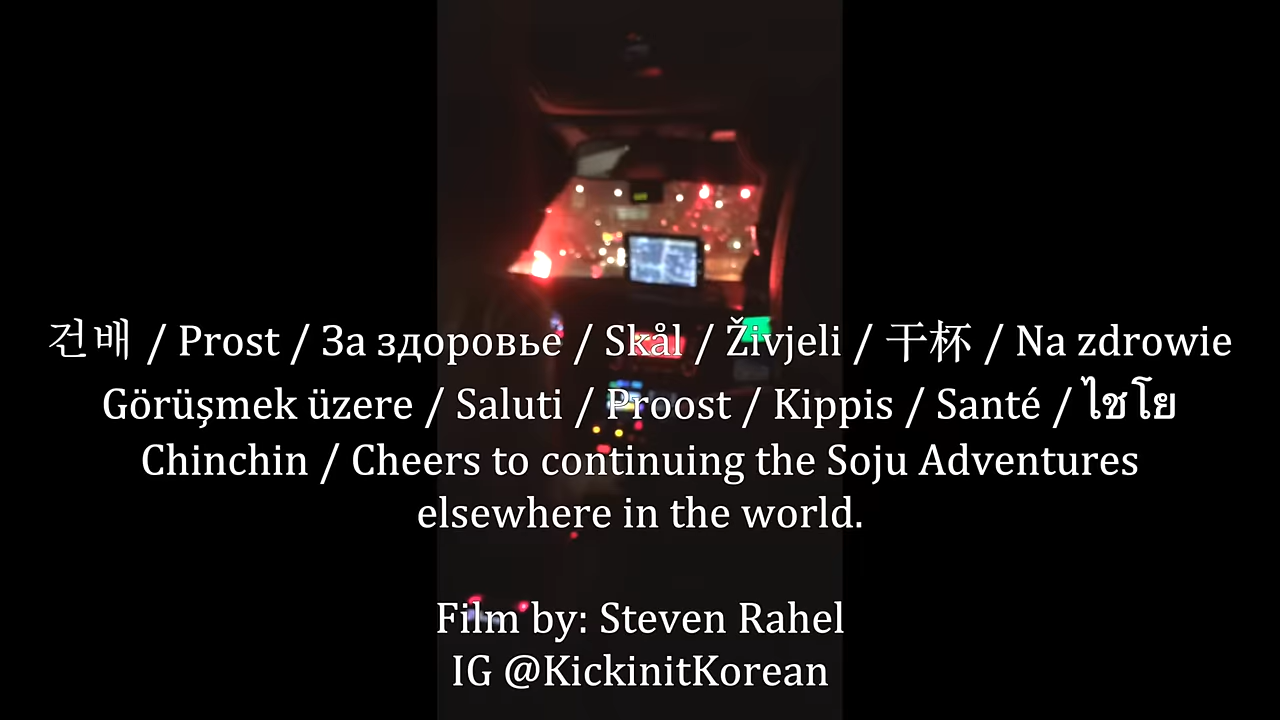 건배 / Prost / За здоровье / Skål / Živjeli / 干杯 / Na zdrowie
Görüşmek üzere / Saluti / Proost / Kippis / Santé / ไชโย
Chinchin / Cheers to continuing the Soju Adventures
elsewhere in the world.
Film by: Steven Rahel
IG @KickinitKorean